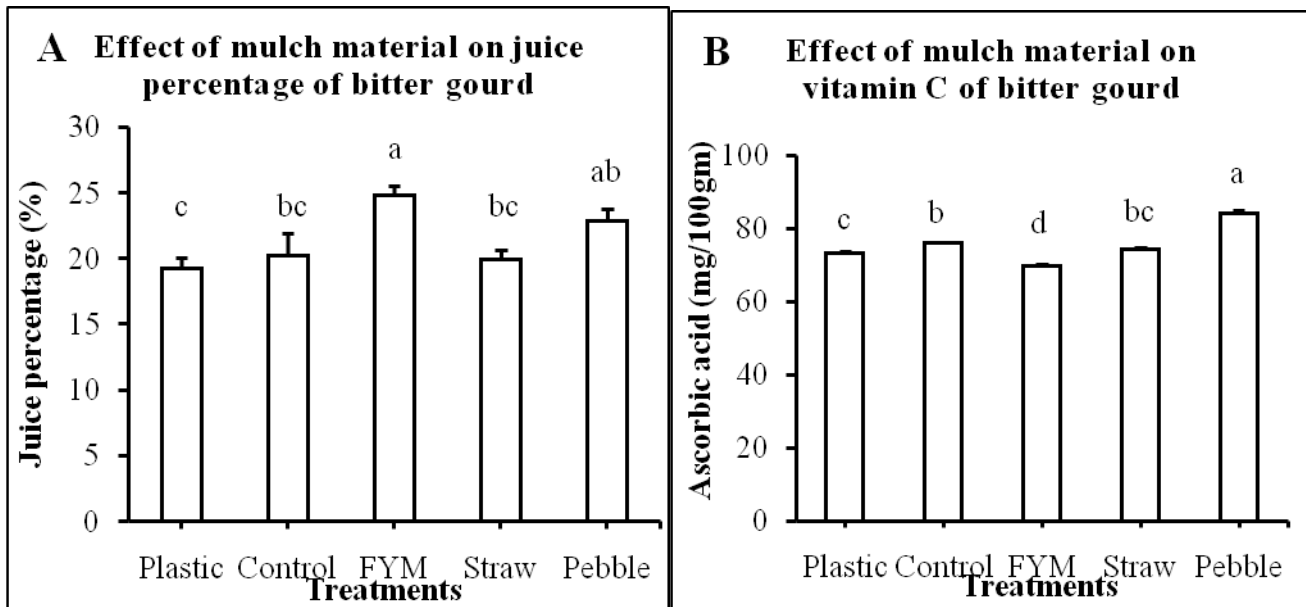 A Effect of mulch material on juice
percentage of bitter gourd
Juice percentage (%)
30
25
20
15
10
5
0
c
bc
a
bc
ab
Plastic Control FYM Straw Pebble
Treatments
B Effect of mulch material on
vitamin C of bitter gourd
Ascorbic acid (mg/100gm)
100
80
60
40
20
0
c
b
d
bc
a
Plastic Control FYM Straw Pebble
Treatments